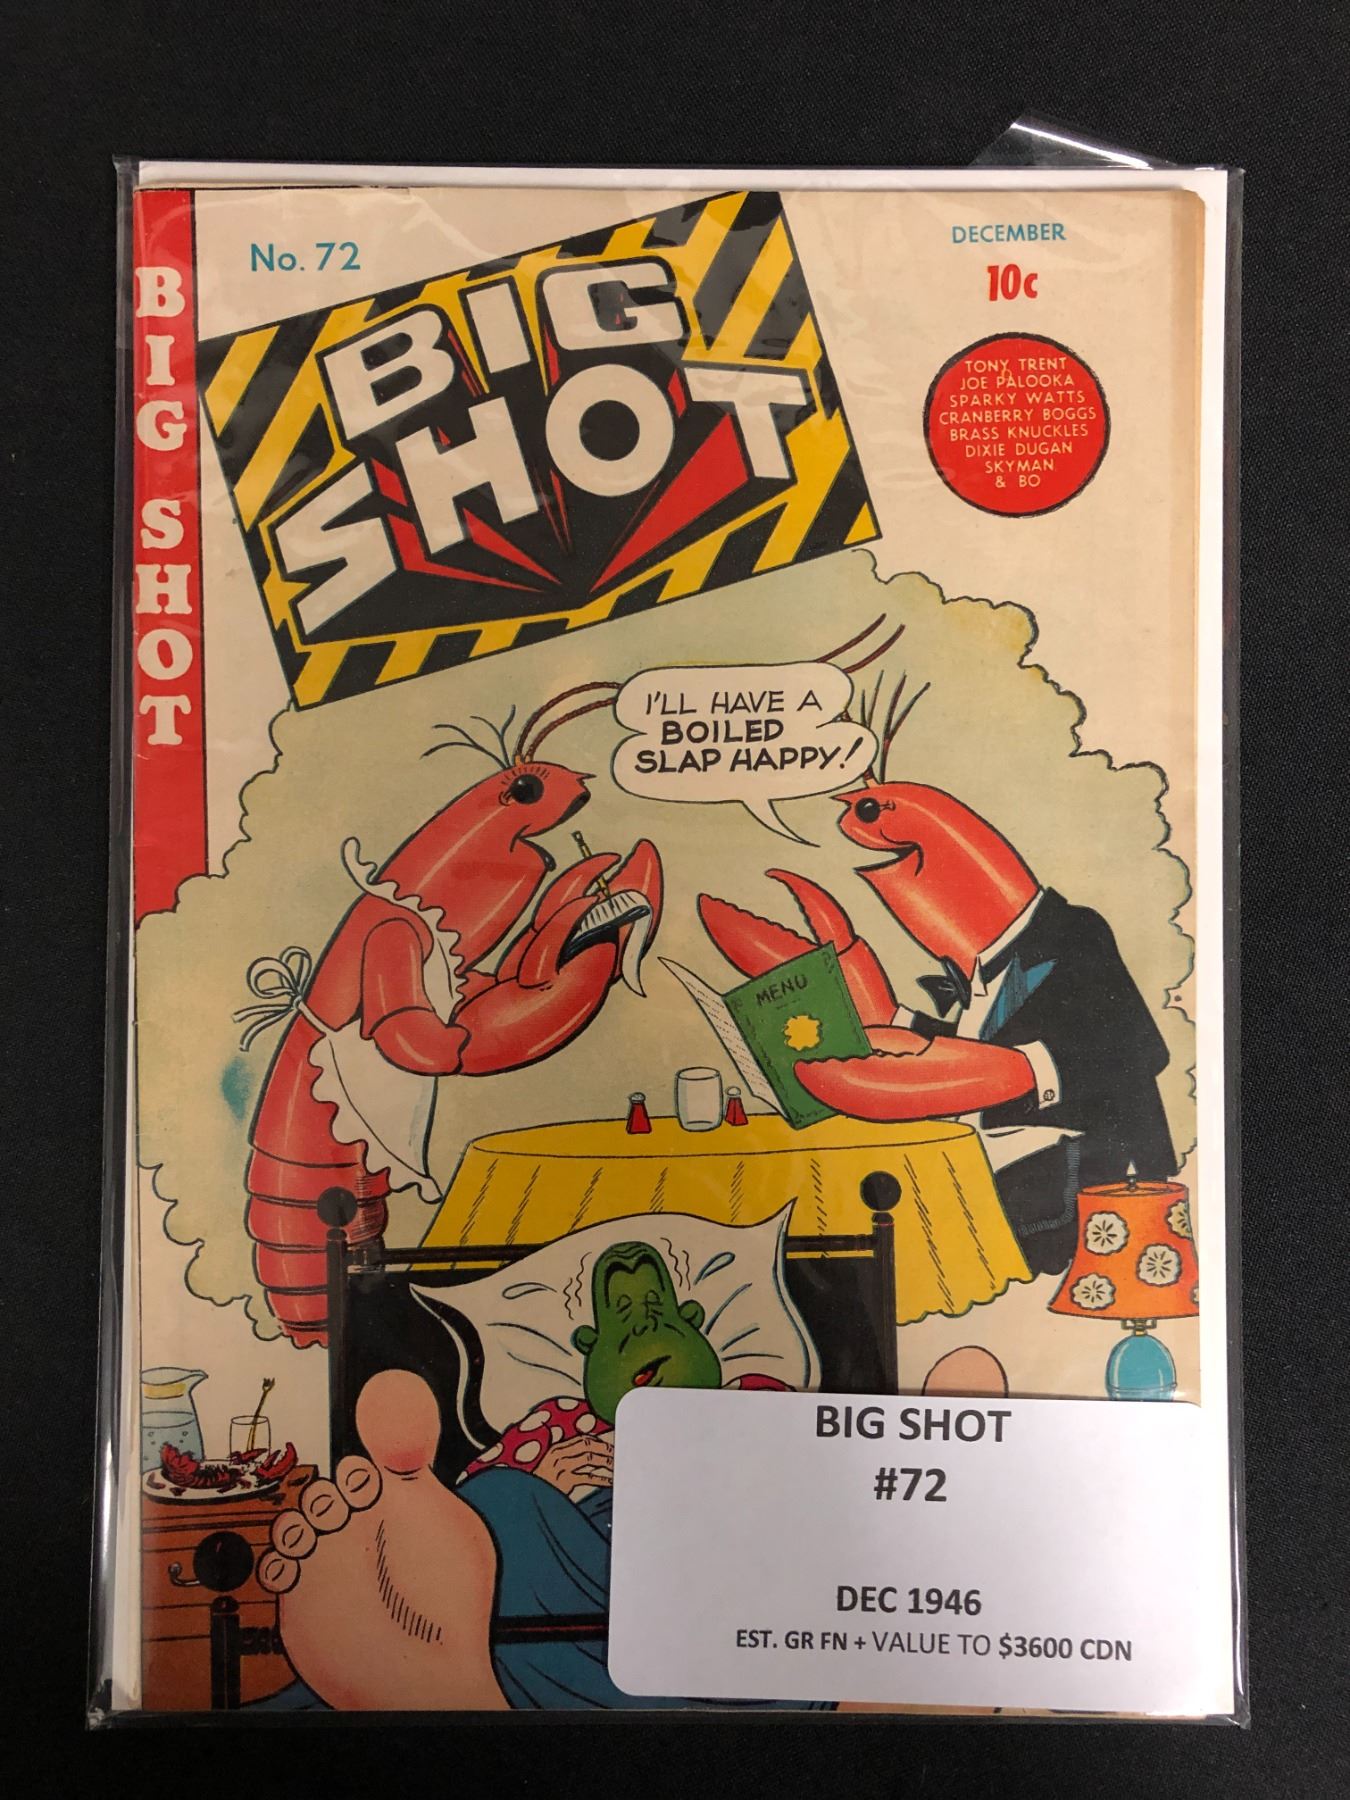 No. 72
DECEMBER
10c
BIG
SHOT
BIG SHOT
TONY TRENT
JOE PALOOKA
SPARKY WATTS
CRANBERRY BOGGS
BRASS KNUCKLES
DIXIE DUGAN
SKYMAN
& BO
I'LL HAVE A
BOILED
SLAP HAPPY!
MENU
BIG SHOT
#72
DEC 1946
EST. GR FN + VALUE TO $3600 CDN